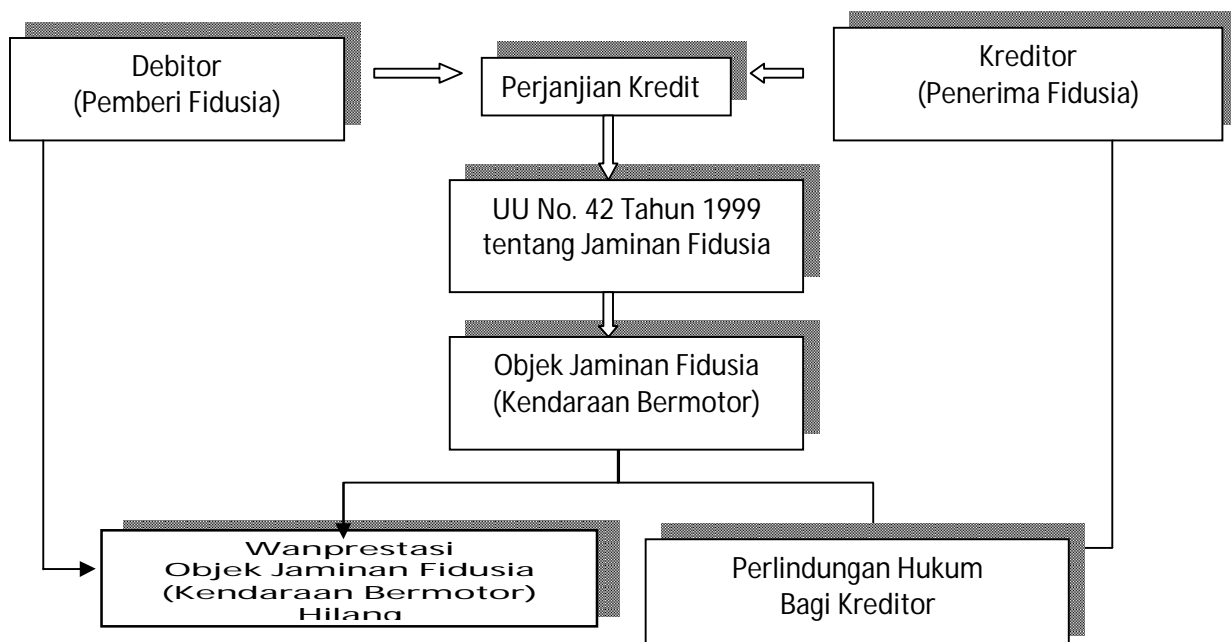 Debitor
(Pemberi Fidusia)
Perjanjian Kredit
Kreditor
(Penerima Fidusia)
UU No. 42 Tahun 1999
tentang Jaminan Fidusia
Objek Jaminan Fidusia
(Kendaraan Bermotor)
Wanprestasi
Objek Jaminan Fidusia
(Kendaraan Bermotor)
Hilang
Perlindungan Hukum
Bagi Kreditor